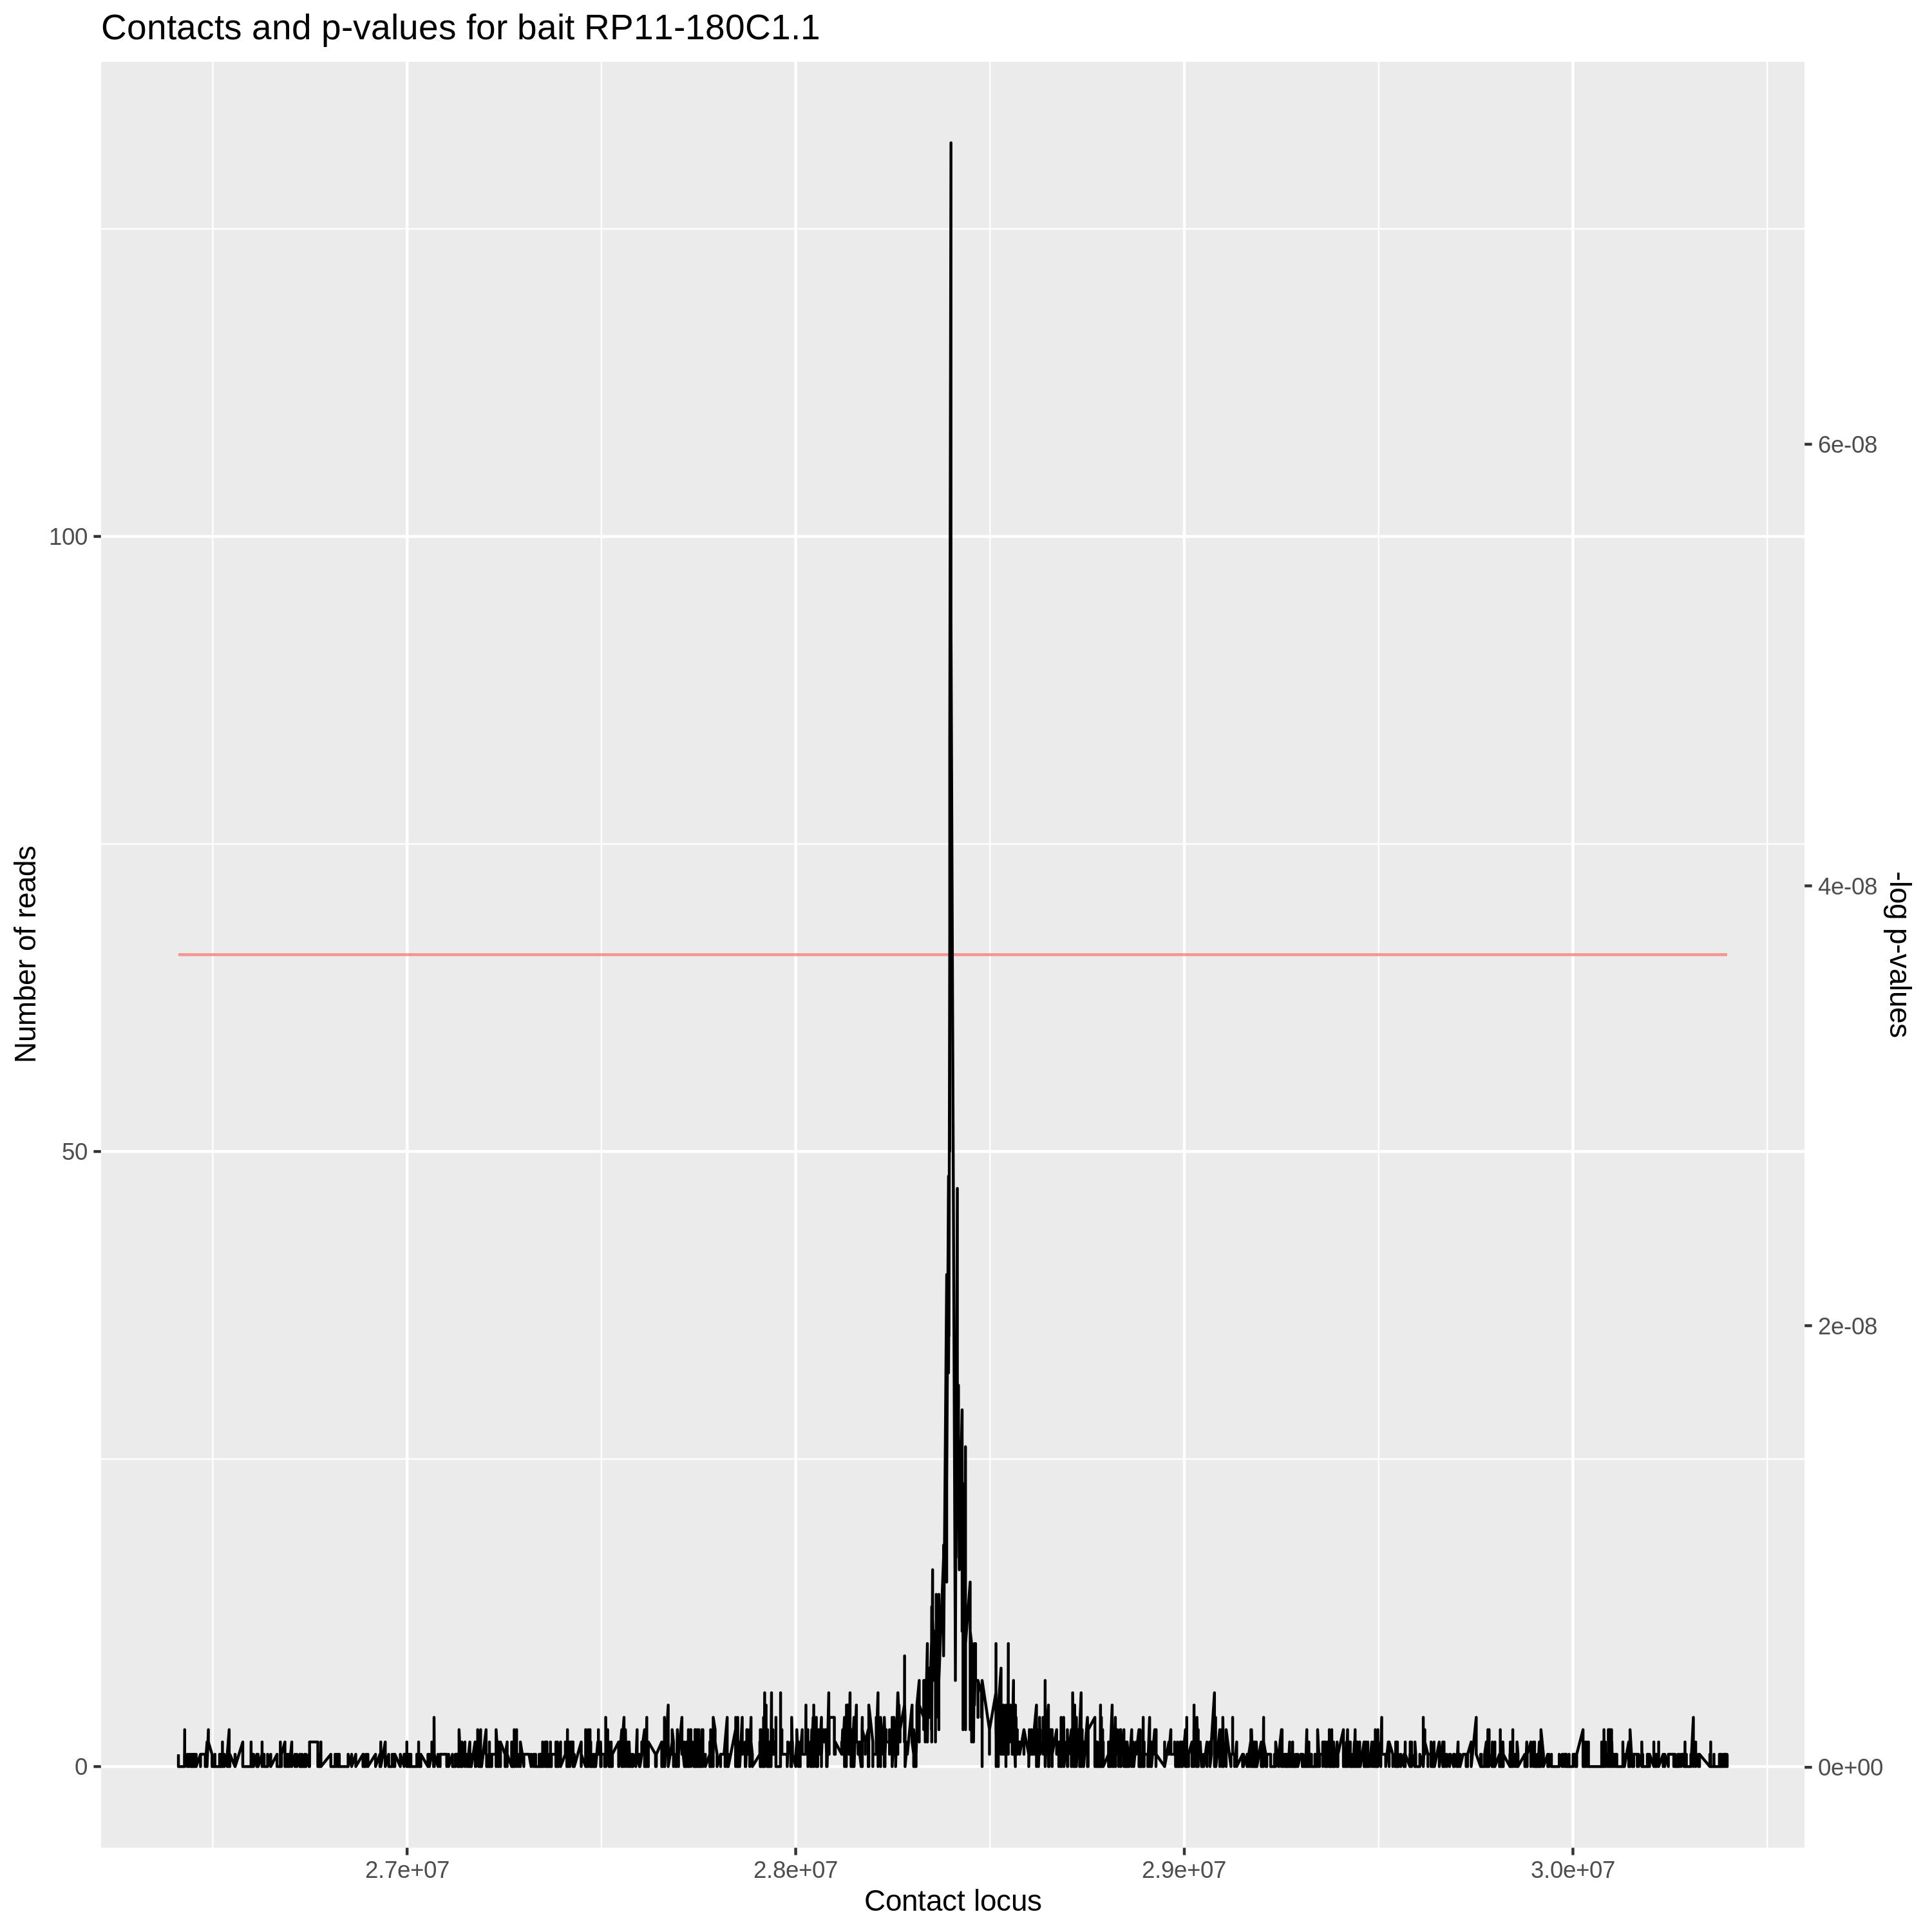 Contacts and p-values for bait RP11-180C1.1
100
50
0
Number of reads
6e-08
4e-08
2e-08
0e+00
-log p-values
2.7e+07
2.8e+07
2.9e+07
3.0e+07
Contact locus